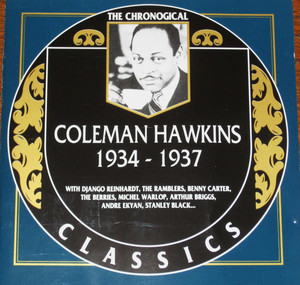 THE CHRONOGICAL
COLEMAN HAWKINS
1934 - 1937
WITH DJANGO REINHARDT, THE RAMBLERS, BENNY CARTER,
THE BERRIES, MICHEL WARLOP, ARTHUR BRIGGS,
ANDRE EKYAN, STANLEY BLACK...
CLASSICS